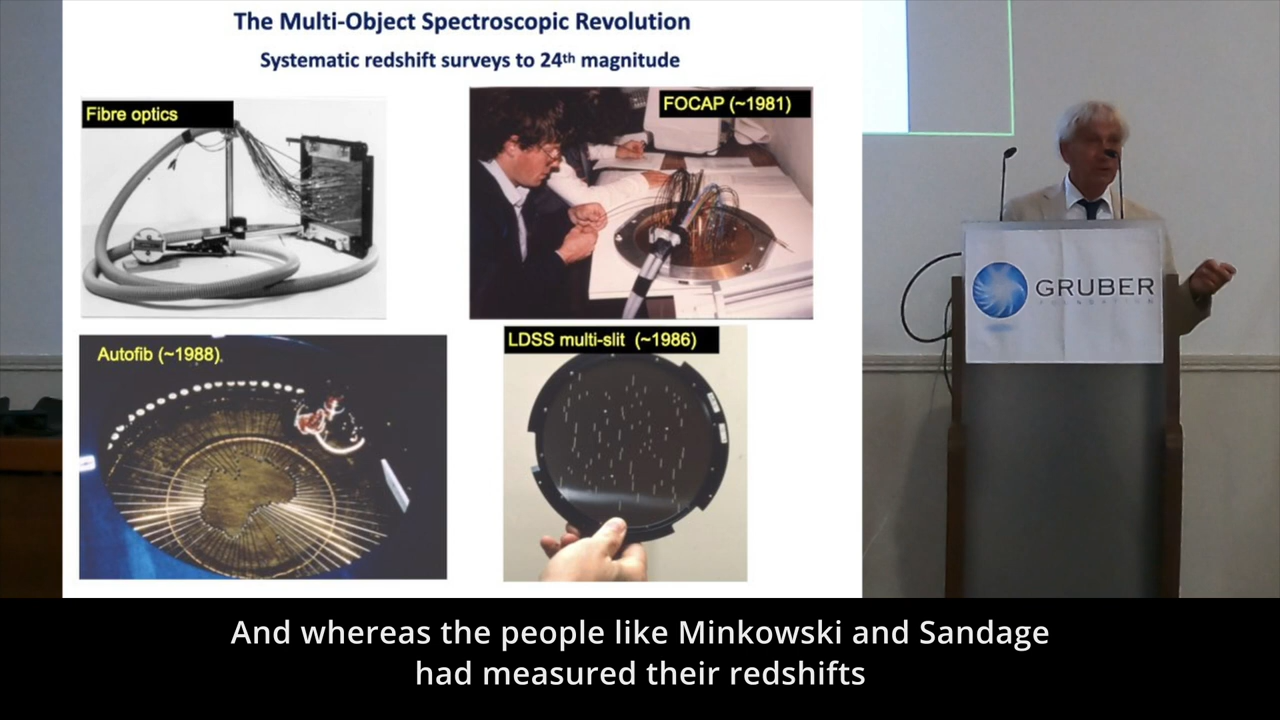 The Multi-Object Spectroscopic Revolution
Systematic redshift surveys to 24th magnitude
Fibre optics
FOCAP (~1981)
Autofib (~1988).
LDSS multi-slit (~1986)
GRUBER
FOUNDATION
And whereas the people like Minkowski and Sandage
had measured their redshifts